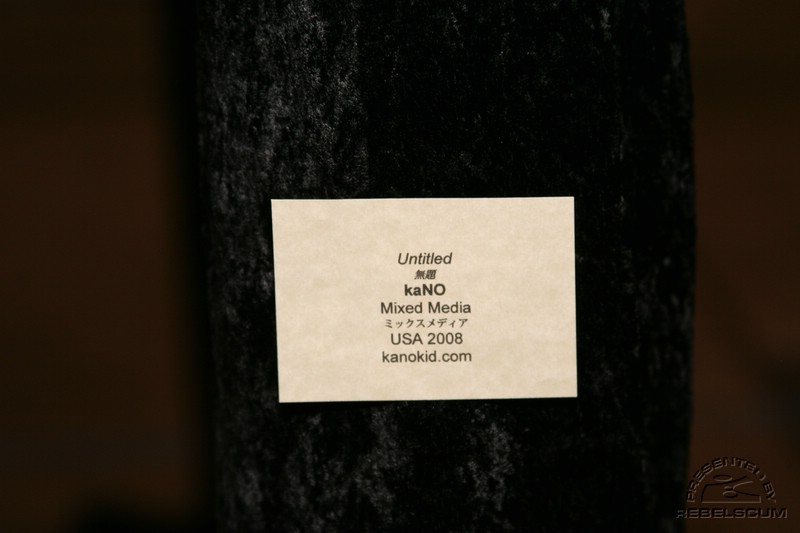 Untitled
無題
kaNO
Mixed Media
ミックスメディア
USA 2008
kanokid.com
PRESENTED BY
REBELSCUM